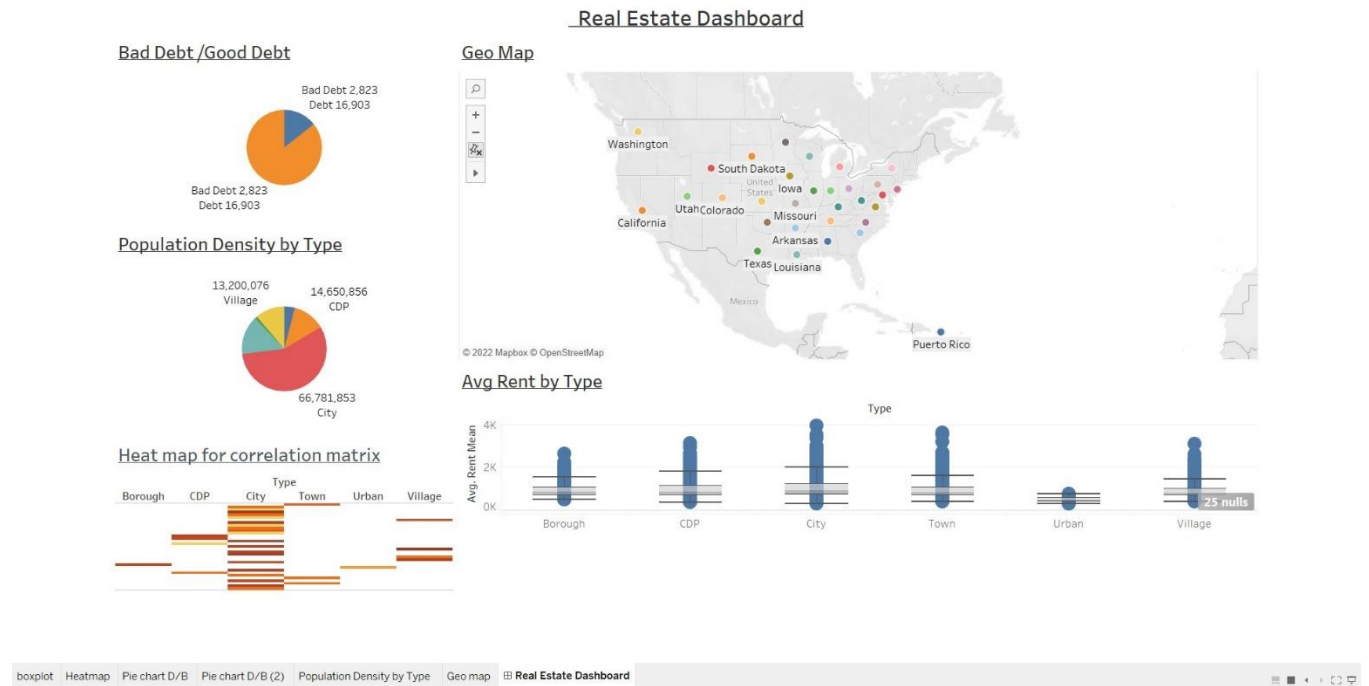 Real Estate Dashboard
Bad Debt /Good Debt
Bad Debt 2,823
Debt 16,903
Bad Debt 2,823
Debt 16,903
Population Density by Type
13,200,076
Village
14,650,856
CDP
66,781,853
City
Heat map for correlation matrix
Type
Borough CDP City Town Urban Village
Geo Map
Washington
South Dakota
United
States
Iowa
Utah
Colorado
Missouri
California
Arkansas
Texas
Louisiana
Mexico
Puerto Rico
© 2022 Mapbox © OpenStreetMap
Avg Rent by Type
Type
Avg. Rent Mean
4K
2K
0K
25 nulls
Borough CDP City Town Urban Village
boxplot Heatmap Pie chart D/B Pie chart D/B (2) Population Density by Type Geo map Real Estate Dashboard